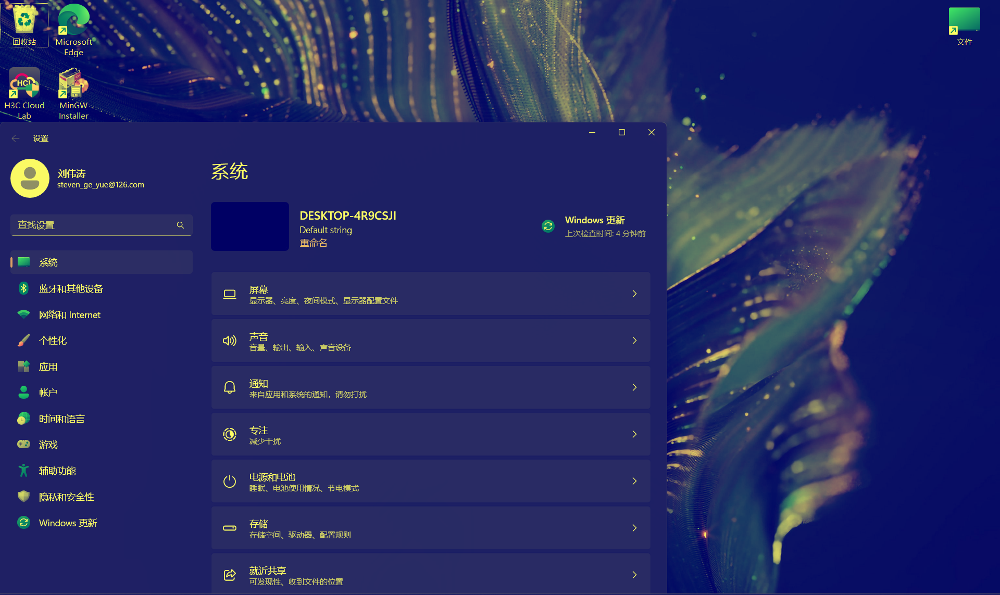 回收站
Microsoft
Edge
文件
H3C Cloud
Lab
MinGW
Installer
设置
刘伟涛
steven_ge_yue@126.com
查找设置
系统
蓝牙和其他设备
网络和 Internet
个性化
应用
帐户
时间和语言
游戏
辅助功能
隐私和安全性
Windows 更新
系统
DESKTOP-4R9CSJI
Default string
重命名
Windows 更新
上次检查时间: 4 分钟前
屏幕
显示器、亮度、夜间模式、显示器配置文件
声音
音量、输出、输入、声音设备
通知
来自应用和系统的通知，请勿打扰
专注
减少干扰
电源和电池
睡眠、电池使用情况、节电模式
存储
存储空间、驱动器、配置规则
就近共享
可发现性、收到文件的位置
HCL